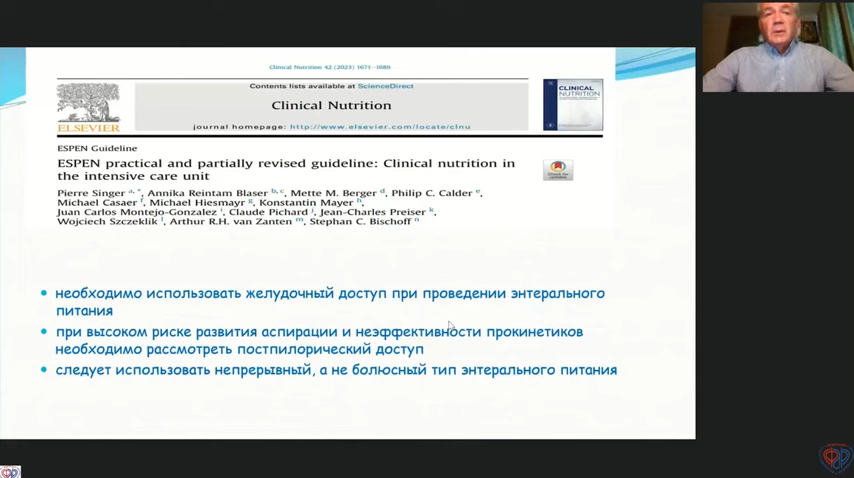 Clinical Nutrition 42 (2023) 1671–1689
Contents lists available at ScienceDirect
Clinical Nutrition
journal homepage: http://www.elsevier.com/locate/clnu
ELSEVIER
CLINICAL
NUTRITION
ESPEN Guideline
ESPEN practical and partially revised guideline: Clinical nutrition in
the intensive care unit
Check for
updates
Pierre Singer a, *, Annika Reintam Blaser b, c, Mette M. Berger d, Philip C. Calder e,
Michael Casaer f, Michael Hiesmayr g, Konstantin Mayer h,
Juan Carlos Montejo-Gonzalez i, Claude Pichard j, Jean-Charles Preiser k,
Wojciech Szczeklik l, Arthur R.H. van Zanten m, Stephan C. Bischoff n
• необходимо использовать желудочный доступ при проведении энтерального
питания
• при высоком риске развития аспирации и неэффективности прокинетиков
необходимо рассмотреть постпилорический доступ
• следует использовать непрерывный, а не болюсный тип энтерального питания